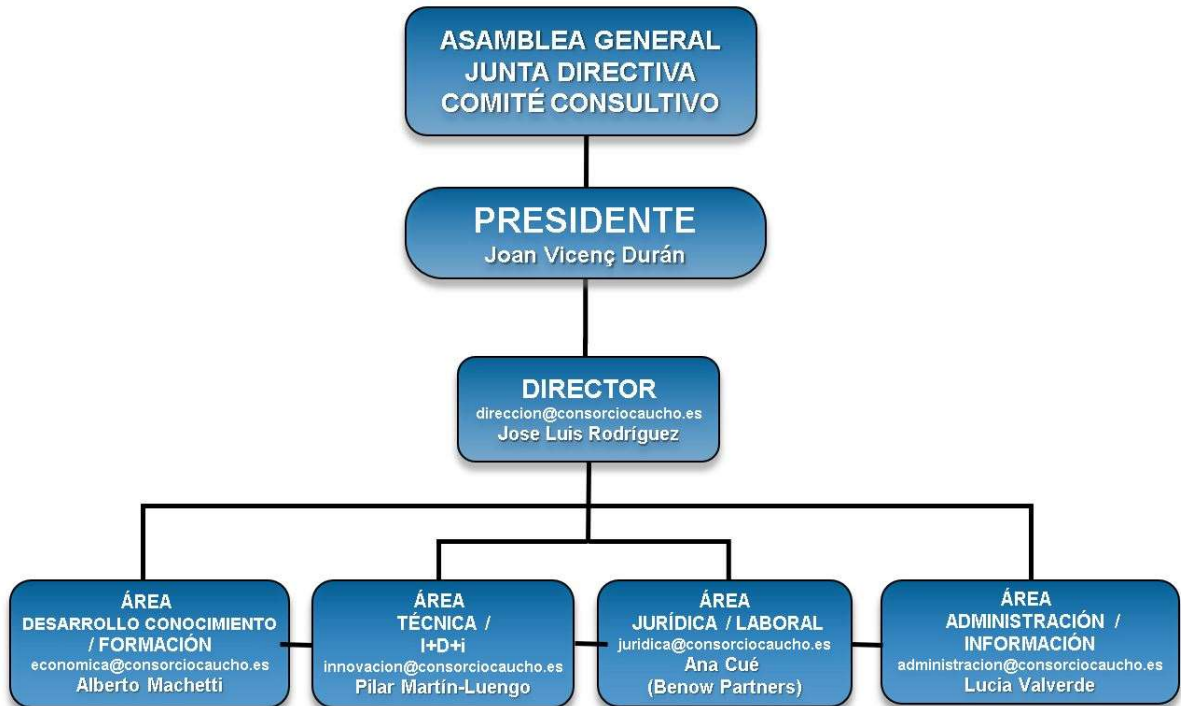 ASAMBLEA GENERAL
JUNTA DIRECTIVA
COMITÉ CONSULTIVO
PRESIDENTE
Joan Vicenç Durán
DIRECTOR
direccion@consorciocaucho.es
Jose Luis Rodríguez
ÁREA
DESARROLLO CONOCIMIENTO
/ FORMACIÓN
economica@consorciocaucho.es
Alberto Machetti
ÁREA
TÉCNICA /
I+D+i
innovacion@consorciocaucho.es
Pilar Martín-Luengo
ÁREA
JURÍDICA / LABORAL
juridica@consorciocaucho.es
Ana Cué
(Benow Partners)
ÁREA
ADMINISTRACIÓN /
INFORMACIÓN
administracion@consorciocaucho.es
Lucia Valverde